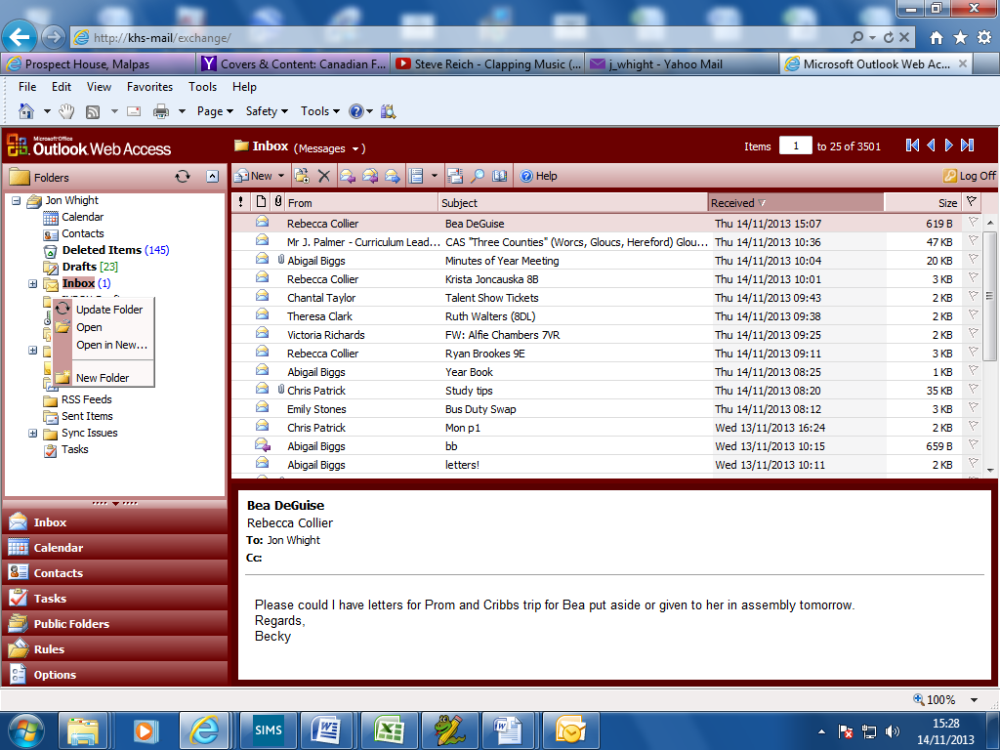 http://khs-mail/exchange/
Prospect House, Malpas
Covers & Content: Canadian F...
Steve Reich - Clapping Music (...
j_whight - Yahoo Mail
Microsoft Outlook Web Ac...
File Edit View Favorites Tools Help
Page Safety Tools
Microsoft Office
Outlook Web Access
Inbox (Messages )
Items 1 to 25 of 3501
Folders
New
Help
Log Off
! From Subject Received Size
Jon Whight
Calendar
Contacts
Deleted Items (145)
Drafts [23]
Inbox (1)
Update Folder
Open
Open in New...
New Folder
RSS Feeds
Sent Items
Sync Issues
Tasks
Rebecca Collier Bea DeGuise Thu 14/11/2013 15:07 619 B
Mr J. Palmer - Curriculum Lead... CAS "Three Counties" (Worcs, Gloucs, Hereford) Glou... Thu 14/11/2013 10:36 47 KB
Abigail Biggs Minutes of Year Meeting Thu 14/11/2013 10:04 20 KB
Rebecca Collier Krista Joncauska 8B Thu 14/11/2013 10:01 3 KB
Chantal Taylor Talent Show Tickets Thu 14/11/2013 09:43 2 KB
Theresa Clark Ruth Walters (8DL) Thu 14/11/2013 09:38 2 KB
Victoria Richards FW: Alfie Chambers 7VR Thu 14/11/2013 09:25 2 KB
Rebecca Collier Ryan Brookes 9E Thu 14/11/2013 09:11 3 KB
Abigail Biggs Year Book Thu 14/11/2013 08:25 1 KB
Chris Patrick Study tips Thu 14/11/2013 08:20 35 KB
Emily Stones Bus Duty Swap Thu 14/11/2013 08:12 3 KB
Chris Patrick Mon p1 Wed 13/11/2013 16:24 2 KB
Abigail Biggs bb Wed 13/11/2013 10:15 659 B
Abigail Biggs letters! Wed 13/11/2013 10:11 2 KB
Inbox
Calendar
Contacts
Tasks
Public Folders
Rules
Options
Bea DeGuise
Rebecca Collier
To: Jon Whight
Cc:
Please could I have letters for Prom and Cribbs trip for Bea put aside or given to her in assembly tomorrow.
Regards,
Becky
100%
SIMS
15:28
14/11/2013